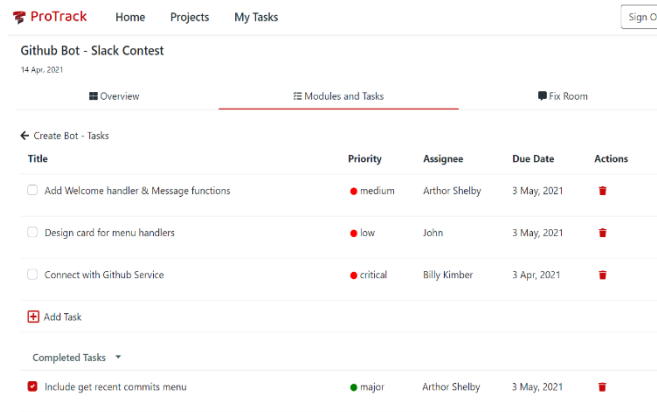 ProTrack Home Projects My Tasks Sign O
Github Bot - Slack Contest
14 Apr, 2021
Overview Modules and Tasks Fix Room
Create Bot - Tasks
Title Priority Assignee Due Date Actions
Add Welcome handler & Message functions medium Arthor Shelby 3 May, 2021
Design card for menu handlers low John 3 May, 2021
Connect with Github Service critical Billy Kimber 3 Apr, 2021
Add Task
Completed Tasks
Include get recent commits menu major Arthor Shelby 3 May, 2021